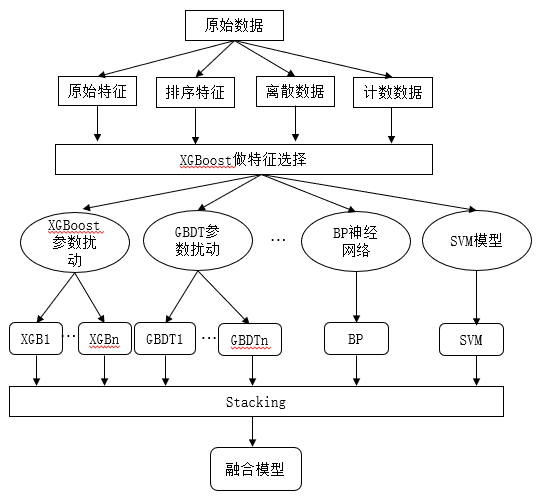 原始数据
原始特征
排序特征
离散数据
计数数据
XGBoost做特征选择
XGBoost
参数扰
动
GBDT参
数扰动
…
BP神经
网络
SVM模型
XGB1
…
XGBn
GBDT1
…
GBDTn
BP
SVM
Stacking
融合模型